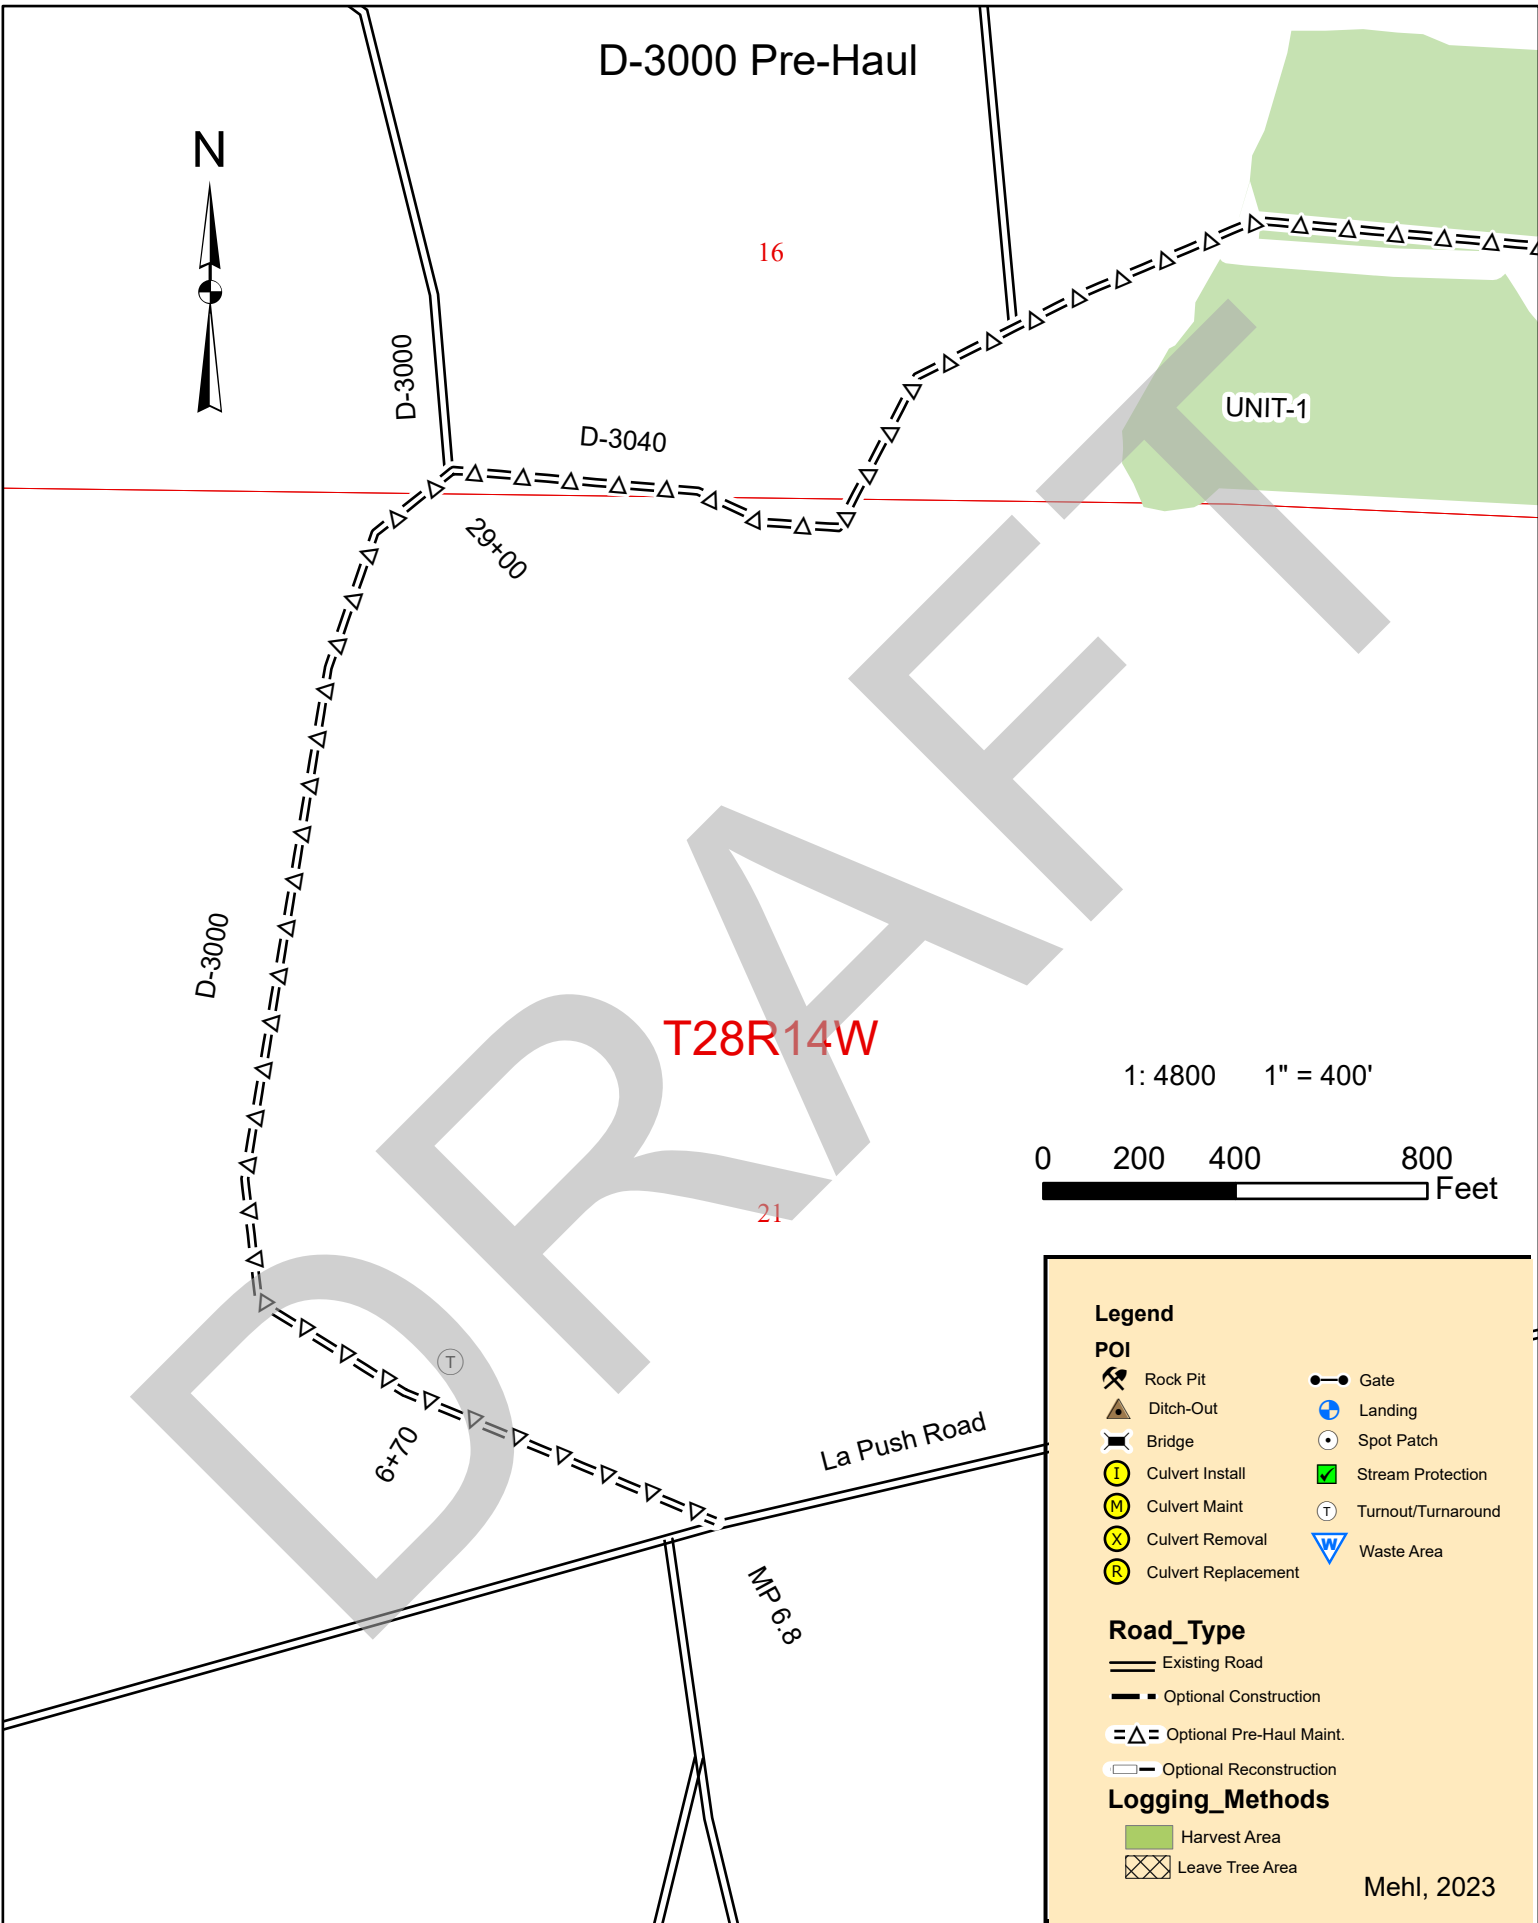 D-3000 Pre-Haul
N
16
D-3000
D-3040
UNIT-1
29+00
D-3000
T28R14W
1: 4800 1" = 400'
0 200 400 800
Feet
21
DRAFT
T
6+70
La Push Road
MP 6.8
Legend
POI
Rock Pit
Gate
Ditch-Out
Landing
Bridge
Spot Patch
I Culvert Install
Stream Protection
M Culvert Maint
T Turnout/Turnaround
X Culvert Removal
W Waste Area
R Culvert Replacement
Road_Type
Existing Road
Optional Construction
Optional Pre-Haul Maint.
Optional Reconstruction
Logging_Methods
Harvest Area
Leave Tree Area
Mehl, 2023